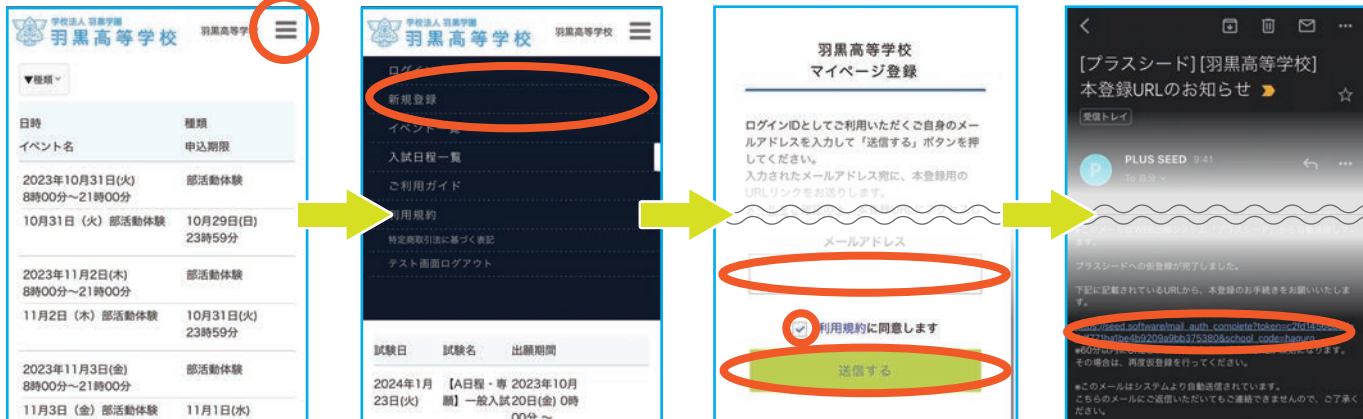 学校法人 羽黒学園
羽黒高等学校
羽黒高等学校
▼種類
日時
種類
イベント名
申込期限
2023年10月31日(火)
部活動体験
8時00分～21時00分
10月31日（火）部活動体験
10月29日(日)
23時59分
2023年11月2日(木)
部活動体験
8時00分～21時00分
11月2日（木）部活動体験
10月31日(火)
23時59分
2023年11月3日(金)
部活動体験
8時00分～21時00分
11月3日（金）部活動体験
11月1日(水)
学校法人 羽黒学園
羽黒高等学校
羽黒高等学校
ログイン
新規登録
イベント一覧
入試日程一覧
ご利用ガイド
利用規約
特定商取引法に基づく表記
テスト画面ログアウト
試験日
試験名
出願期間
2024年1月
【A日程・専
2023年10月
23日(火)
願】一般入試
20日(金) 0時
00分 ～
羽黒高等学校
マイページ登録
ログインIDとしてご利用いただくご自身のメー
ルアドレスを入力して「送信する」ボタンを押
してください。
入力されたメールアドレス宛に、本登録用の
URLリンクをお送りします。
メールアドレス
利用規約に同意します
送信する
[プラスシード] [羽黒高等学校]
本登録URLのお知らせ
受信トレイ
P
PLUS SEED 9:41
To 自分
プラスシードへの仮登録が完了しました。
下記に記載されているURLから、本登録のお手続きをお願いいたしま
す。
その場合は、再度仮登録を行ってください。
※このメールはシステムより自動送信されています。
こちらのメールにご返信いただいてもご連絡できませんので、ご了承く
ださい。